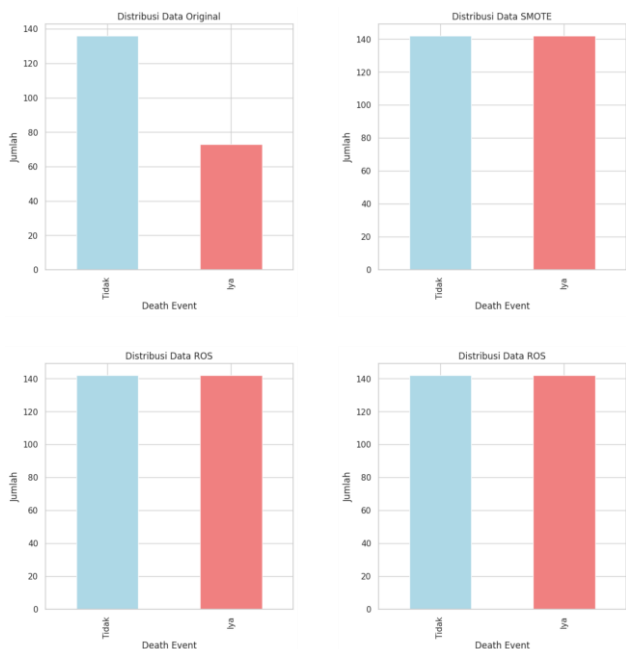 Distribusi Data Original
140
120
100
80
60
40
20
0
Jumlah
Tidak
Iya
Death Event
Distribusi Data SMOTE
140
120
100
80
60
40
20
0
Jumlah
Tidak
Iya
Death Event
Distribusi Data ROS
140
120
100
80
60
40
20
0
Jumlah
Tidak
Iya
Death Event
Distribusi Data ROS
140
120
100
80
60
40
20
0
Jumlah
Tidak
Iya
Death Event